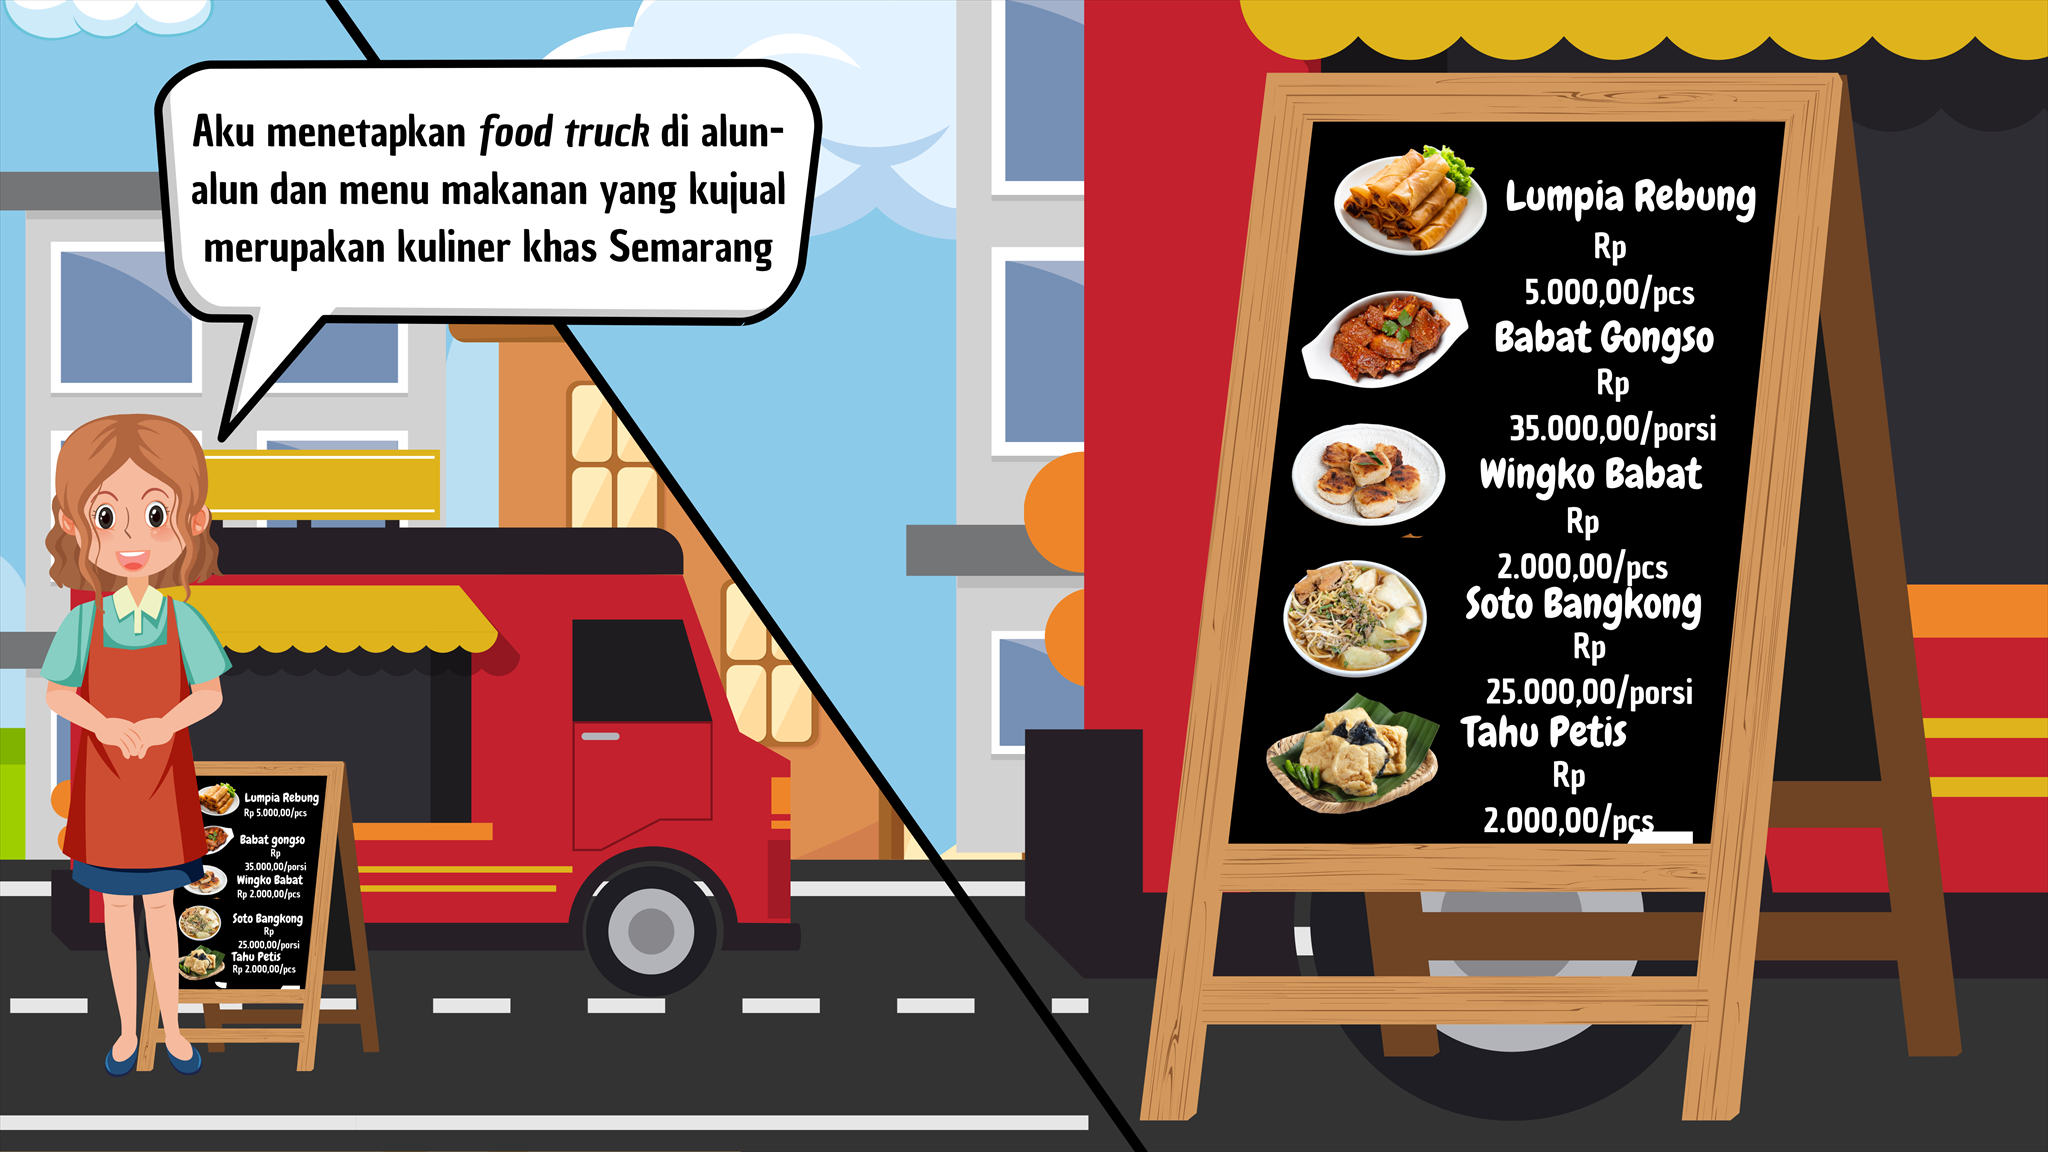 Aku menetapkan food truck di alun-
alun dan menu makanan yang kujual
merupakan kuliner khas Semarang
Lumpia Rebung
Rp 5.000,00/pcs
Babat gongso
Rp
35.000,00/porsi
Wingko Babat
Rp 2.000,00/pcs
Soto Bangkong
Rp
25.000,00/porsi
Tahu Petis
Rp 2.000,00/pcs
Lumpia Rebung
Rp
5.000,00/pcs
Babat Gongso
Rp
35.000,00/porsi
Wingko Babat
Rp
2.000,00/pcs
Soto Bangkong
Rp
25.000,00/porsi
Tahu Petis
Rp
2.000,00/pcs